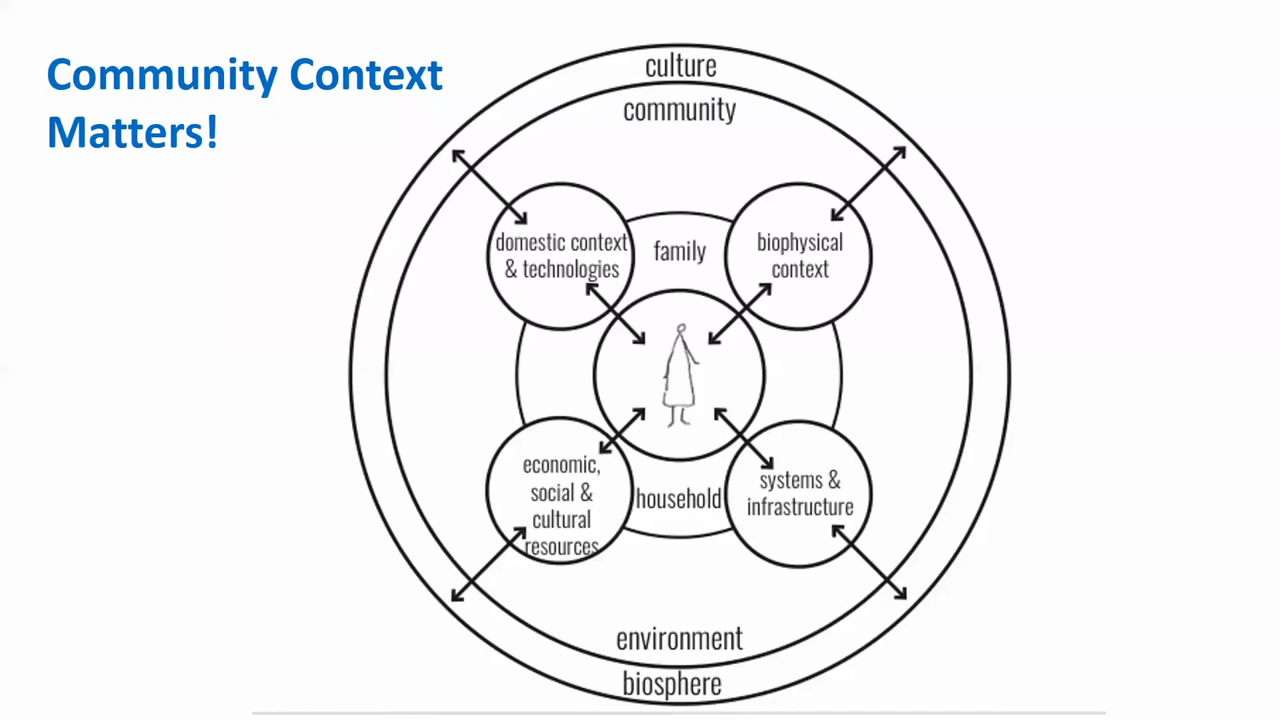 Community Context
Matters!
culture
community
domestic context
& technologies
family
biophysical
context
economic,
social &
cultural
resources
household
systems &
infrastructure
environment
biosphere